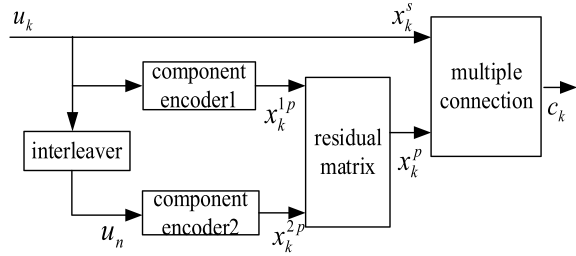 u_k
x_k^s
component
encoder1
x_k^{1p}
interleaver
residual
matrix
multiple
connection
c_k
x_k^p
component
encoder2
u_n
x_k^{2p}